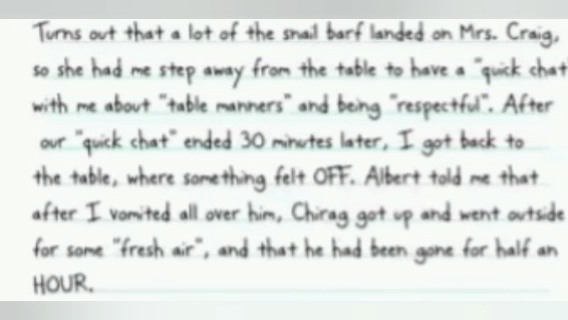 Turns out that a lot of the snail barf landed on Mrs. Craig,
so she had me step away from the table to have a "quick chat"
with me about "table manners" and being "respectful". After
our "quick chat" ended 30 minutes later, I got back to
the table, where something felt OFF. Albert told me that
after I vomited all over him, Chirag got up and went outside
for some "fresh air", and that he had been gone for half an
HOUR.